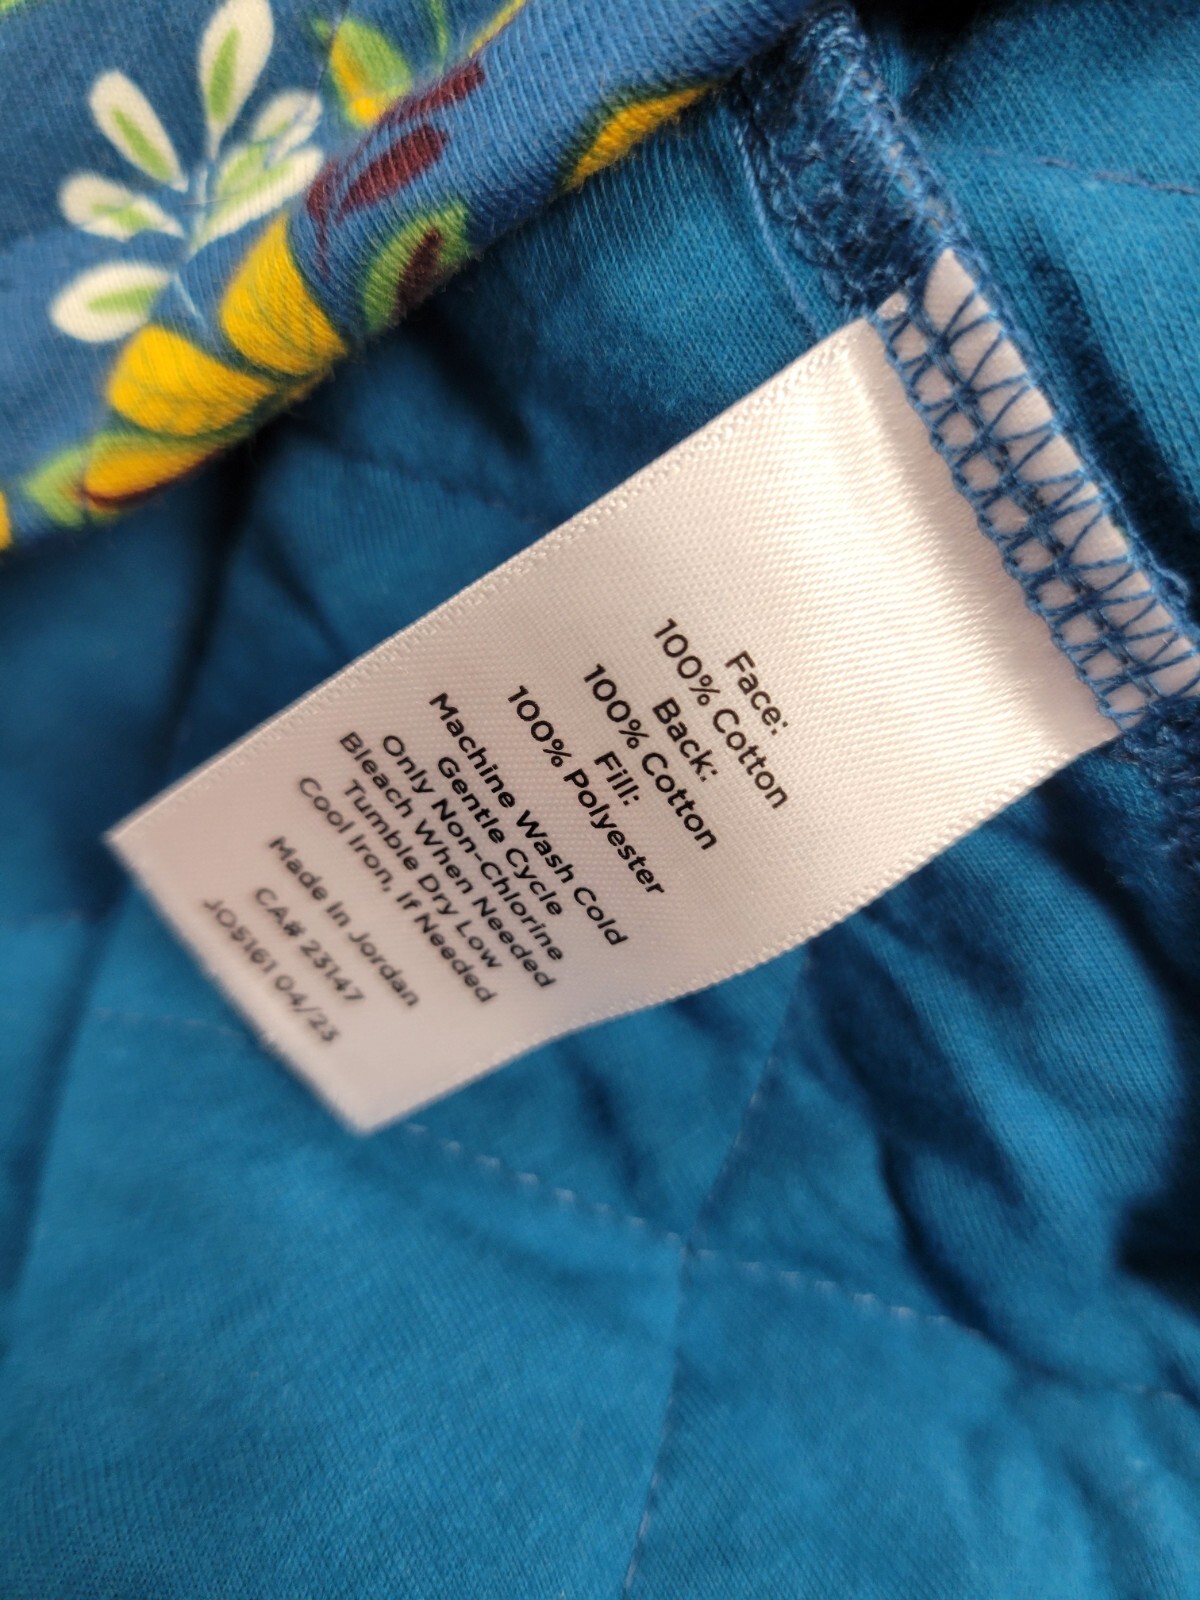 Face:
100% Cotton
Back:
100% Cotton
Fill:
100% Polyester
Machine Wash Cold
Gentle Cycle
Only Non-Chlorine
Bleach When Needed
Tumble Dry Low
Cool Iron, If Needed
Made In Jordan
CA# 23147
JO5161 04/23